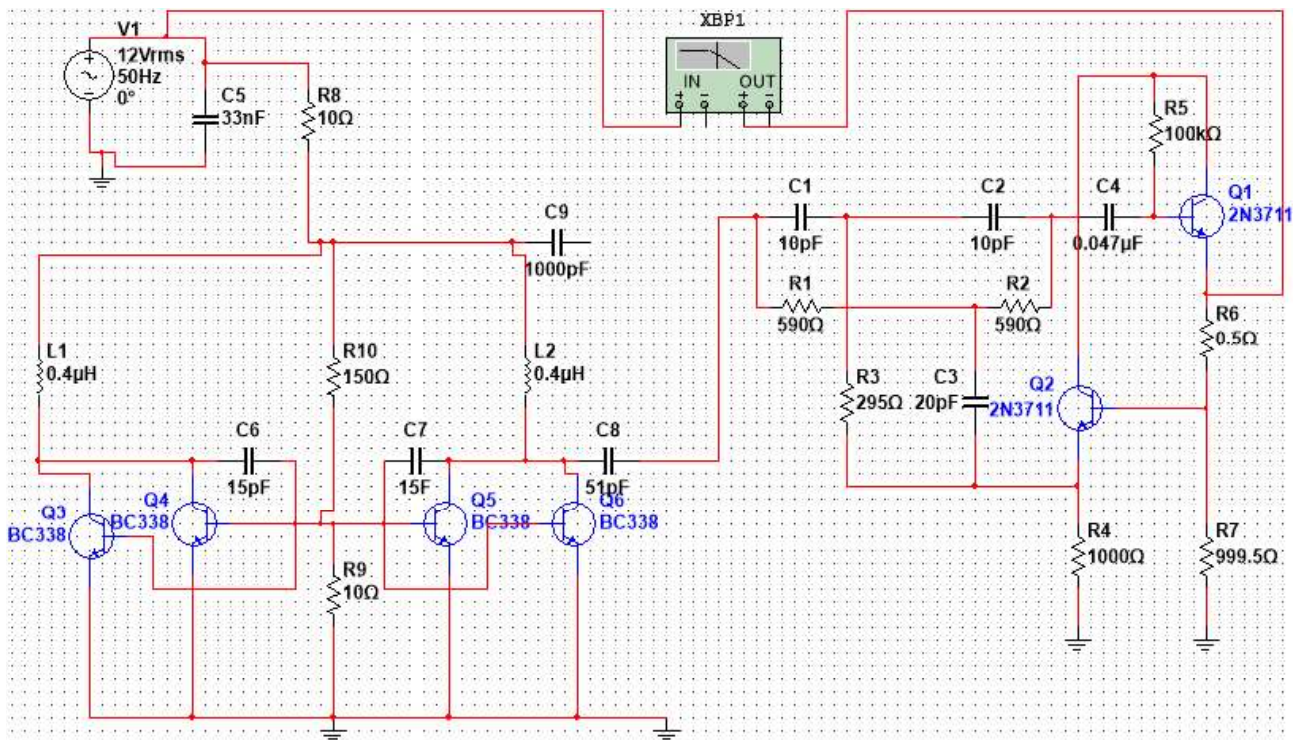 XBP1
V1
12Vrms
50Hz
0°
IN
OUT
+
-
+
-
C5
33nF
R8
10Ω
R5
100kΩ
C1
10pF
C2
10pF
C4
0.047µF
Q1
2N3711
C9
1000pF
R1
590Ω
R2
590Ω
R6
0.5Ω
L1
0.4µH
R10
150Ω
L2
0.4µH
R3
295Ω
C3
20pF
Q2
2N3711
C6
15pF
C7
15F
C8
51pF
Q3
BC338
Q4
BC338
Q5
BC338
Q6
BC338
R9
10Ω
R4
1000Ω
R7
999.5Ω